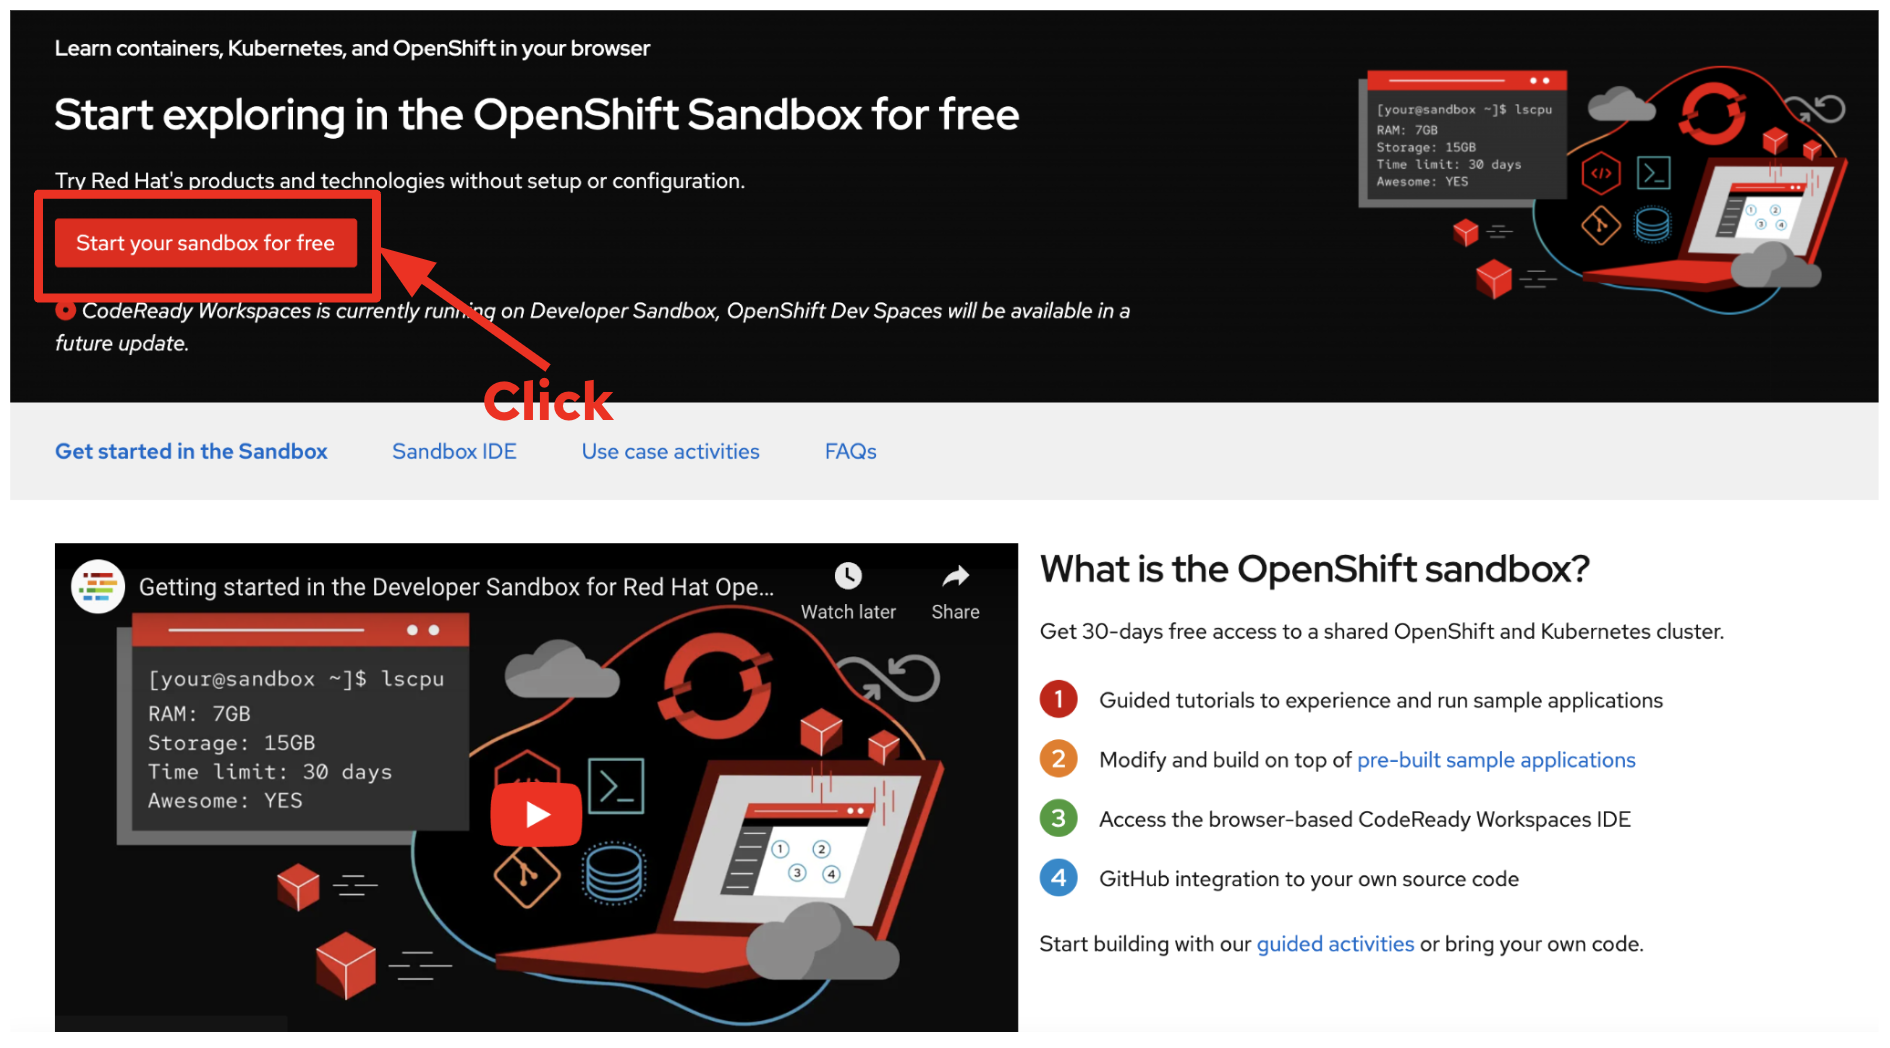 Learn containers, Kubernetes, and OpenShift in your browser
Start exploring in the OpenShift Sandbox for free
Try Red Hat's products and technologies without setup or configuration.
Start your sandbox for free
CodeReady Workspaces is currently running on Developer Sandbox, OpenShift Dev Spaces will be available in a
future update.
Click
[your@sandbox ~]$ lscpu
RAM: 7GB
Storage: 15GB
Time limit: 30 days
Awesome: YES
</>
>_
1 2
3 4
Get started in the Sandbox
Sandbox IDE
Use case activities
FAQs
Getting started in the Developer Sandbox for Red Hat Ope...
Watch later
Share
[your@sandbox ~]$ lscpu
RAM: 7GB
Storage: 15GB
Time limit: 30 days
Awesome: YES
>_
1 2
3 4
What is the OpenShift sandbox?
Get 30-days free access to a shared OpenShift and Kubernetes cluster.
1 Guided tutorials to experience and run sample applications
2 Modify and build on top of pre-built sample applications
3 Access the browser-based CodeReady Workspaces IDE
4 GitHub integration to your own source code
Start building with our guided activities or bring your own code.